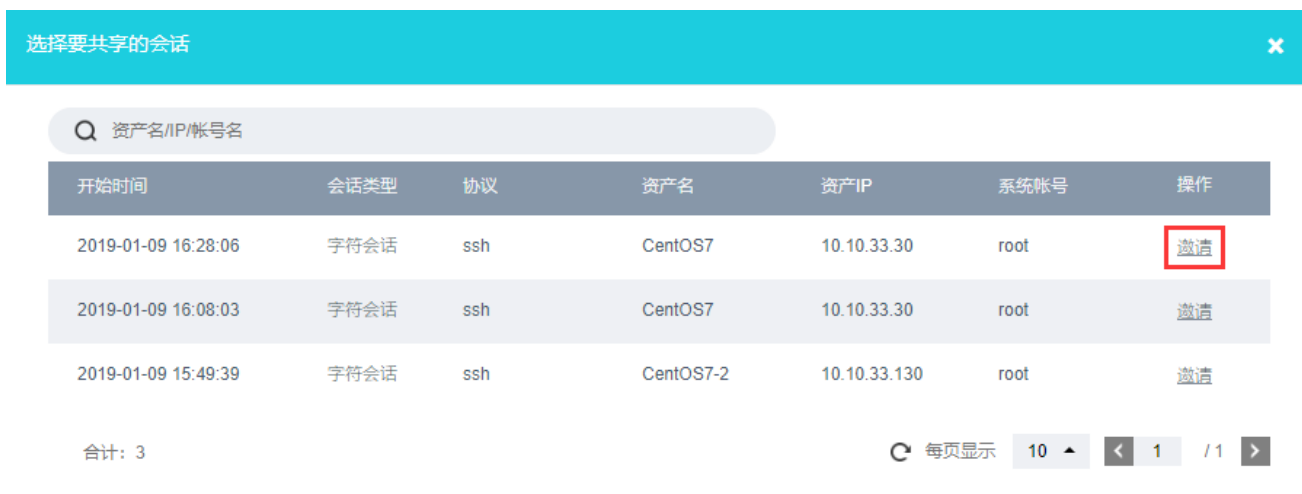 选择要共享的会话
资产名/IP/帐号名
开始时间 会话类型 协议 资产名 资产IP 系统帐号 操作
2019-01-09 16:28:06 字符会话 ssh CentOS7 10.10.33.30 root 邀请
2019-01-09 16:08:03 字符会话 ssh CentOS7 10.10.33.30 root 邀请
2019-01-09 15:49:39 字符会话 ssh CentOS7-2 10.10.33.130 root 邀请
合计：3 每页显示 10 1 / 1